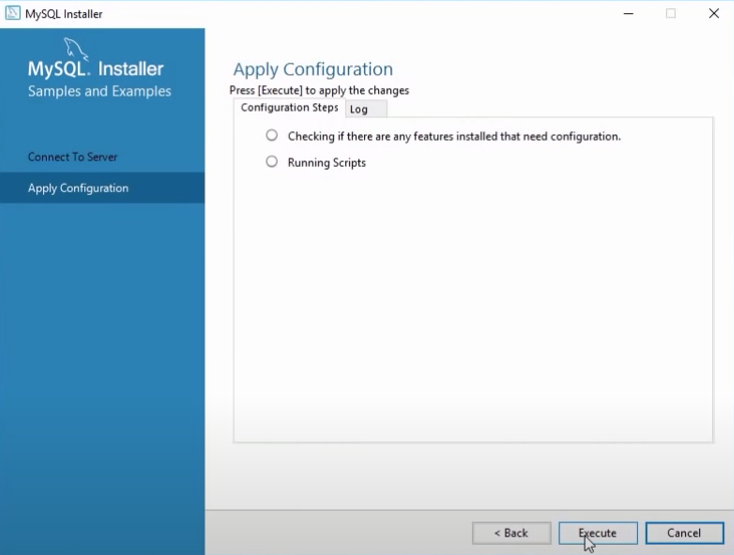 MySQL Installer
MySQL. Installer
Samples and Examples
Connect To Server
Apply Configuration
Apply Configuration
Press [Execute] to apply the changes
Configuration Steps Log
Checking if there are any features installed that need configuration.
Running Scripts
< Back Execute Cancel